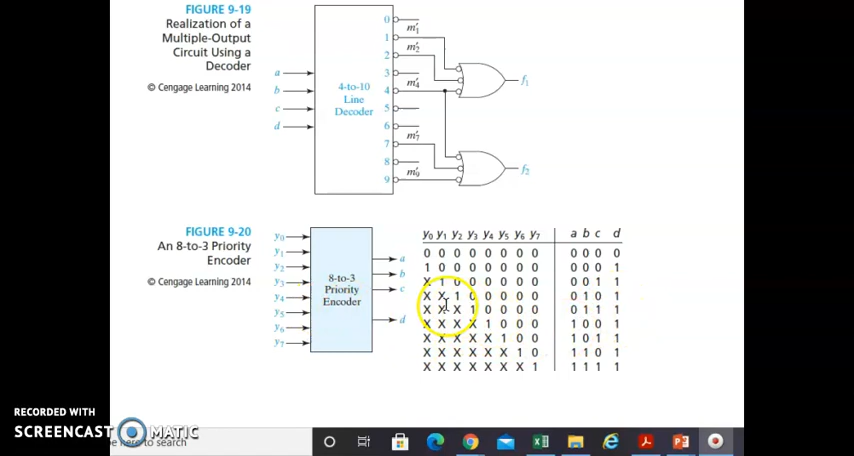 FIGURE 9-19
Realization of a
Multiple-Output
Circuit Using a
Decoder
© Cengage Learning 2014
a
b
c
d
4-to-10
Line
Decoder
0
1
2
3
4
5
6
7
8
9
m′1
m′2
m′4
m′7
m′9
f1
f2
FIGURE 9-20
An 8-to-3 Priority
Encoder
© Cengage Learning 2014
y0
y1
y2
y3
y4
y5
y6
y7
8-to-3
Priority
Encoder
a
b
c
d
y0 y1 y2 y3 y4 y5 y6 y7 a b c d
0 0 0 0 0 0 0 0 0 0 0 0
1 0 0 0 0 0 0 0 0 0 0 1
X 1 0 0 0 0 0 0 0 0 1 1
X X 1 0 0 0 0 0 0 1 0 1
X X X 1 0 0 0 0 0 1 1 1
X X X X 1 0 0 0 1 0 0 1
X X X X X 1 0 0 1 0 1 1
X X X X X X 1 0 1 1 0 1
X X X X X X X 1 1 1 1 1
RECORDED WITH
SCREENCAST MATIC
here to search